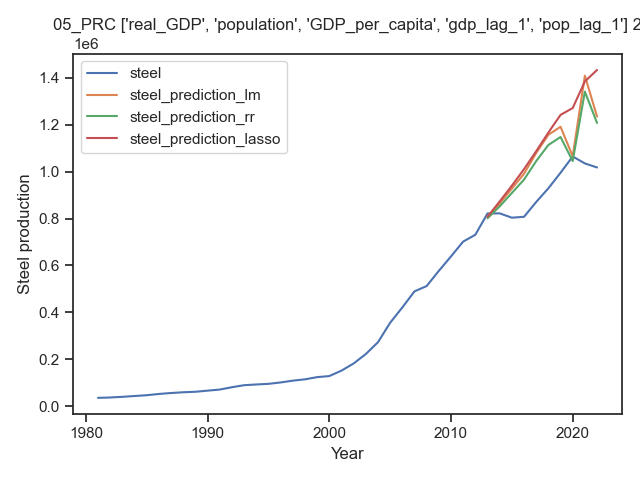 05_PRC ['real_GDP', 'population', 'GDP_per_capita', 'gdp_lag_1', 'pop_lag_1'] 2
1e6
steel
steel_prediction_lm
steel_prediction_rr
steel_prediction_lasso
1.4
1.2
1.0
0.8
0.6
0.4
0.2
0.0
Steel production
1980
1990
2000
2010
2020
Year